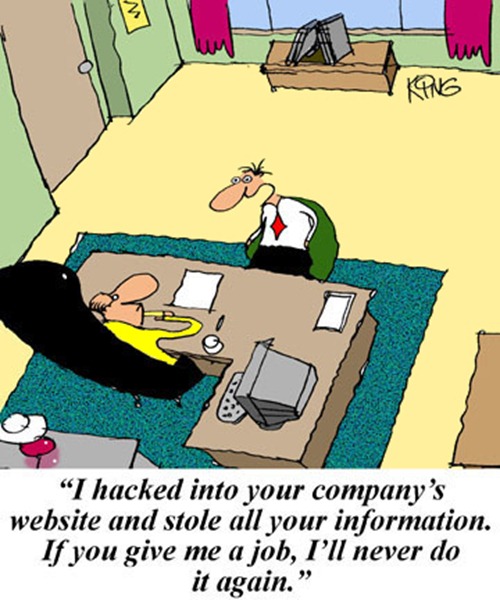 KING
“I hacked into your company’s
website and stole all your information.
If you give me a job, I’ll never do
it again.”